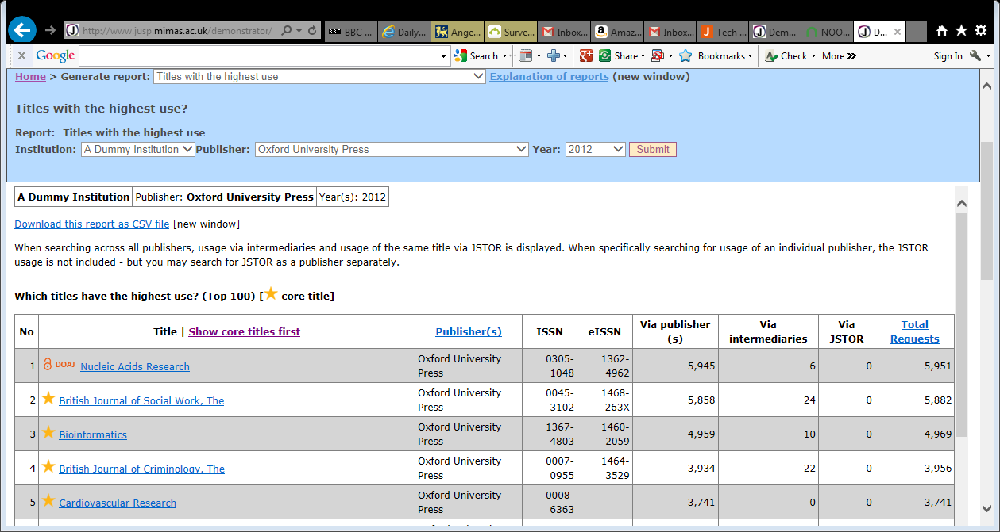 http://www.jusp.mimas.ac.uk/demonstrator/
BBC BBC ...
Daily...
Ange...
Surve...
Inbox...
Amaz...
Inbox...
Tech ...
Dem...
NOO...
D...
x Google Search Share Bookmarks Check More » Sign In
Home > Generate report: Titles with the highest use Explanation of reports (new window)
Titles with the highest use?
Report: Titles with the highest use
Institution: A Dummy Institution Publisher: Oxford University Press Year: 2012 Submit
A Dummy Institution Publisher: Oxford University Press Year(s): 2012
Download this report as CSV file [new window]
When searching across all publishers, usage via intermediaries and usage of the same title via JSTOR is displayed. When specifically searching for usage of an individual publisher, the JSTOR
usage is not included - but you may search for JSTOR as a publisher separately.
Which titles have the highest use? (Top 100) [ core title]
No Title | Show core titles first Publisher(s) ISSN eISSN Via publisher (s) Via intermediaries Via JSTOR Total Requests
1 DOAJ Nucleic Acids Research Oxford University Press 0305-1048 1362-4962 5,945 6 0 5,951
2 British Journal of Social Work, The Oxford University Press 0045-3102 1468-263X 5,858 24 0 5,882
3 Bioinformatics Oxford University Press 1367-4803 1460-2059 4,959 10 0 4,969
4 British Journal of Criminology, The Oxford University Press 0007-0955 1464-3529 3,934 22 0 3,956
5 Cardiovascular Research Oxford University Press 0008-6363 3,741 0 0 3,741